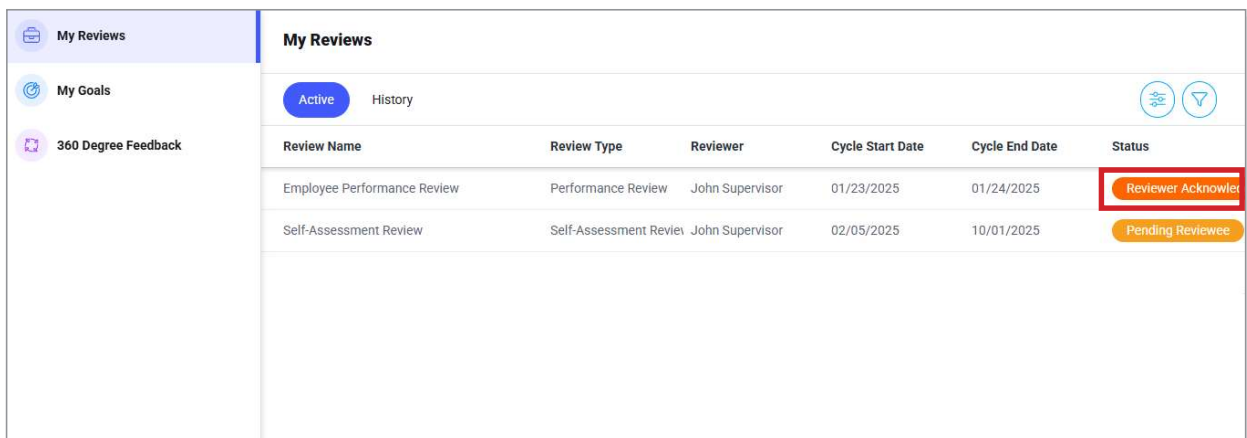 My Reviews
My Goals
360 Degree Feedback
My Reviews
Active History
Review Name Review Type Reviewer Cycle Start Date Cycle End Date Status
Employee Performance Review Performance Review John Supervisor 01/23/2025 01/24/2025 Reviewer Acknowled
Self-Assessment Review Self-Assessment Review John Supervisor 02/05/2025 10/01/2025 Pending Reviewee